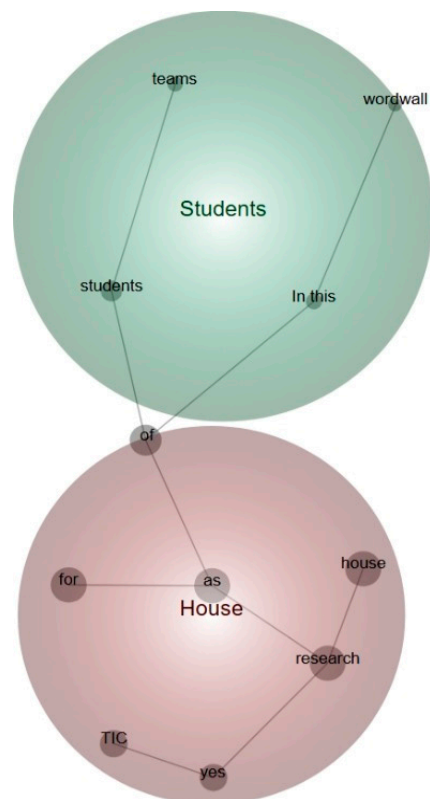 teams
wordwall
Students
students
In this
of
house
for
as
House
research
TIC
yes